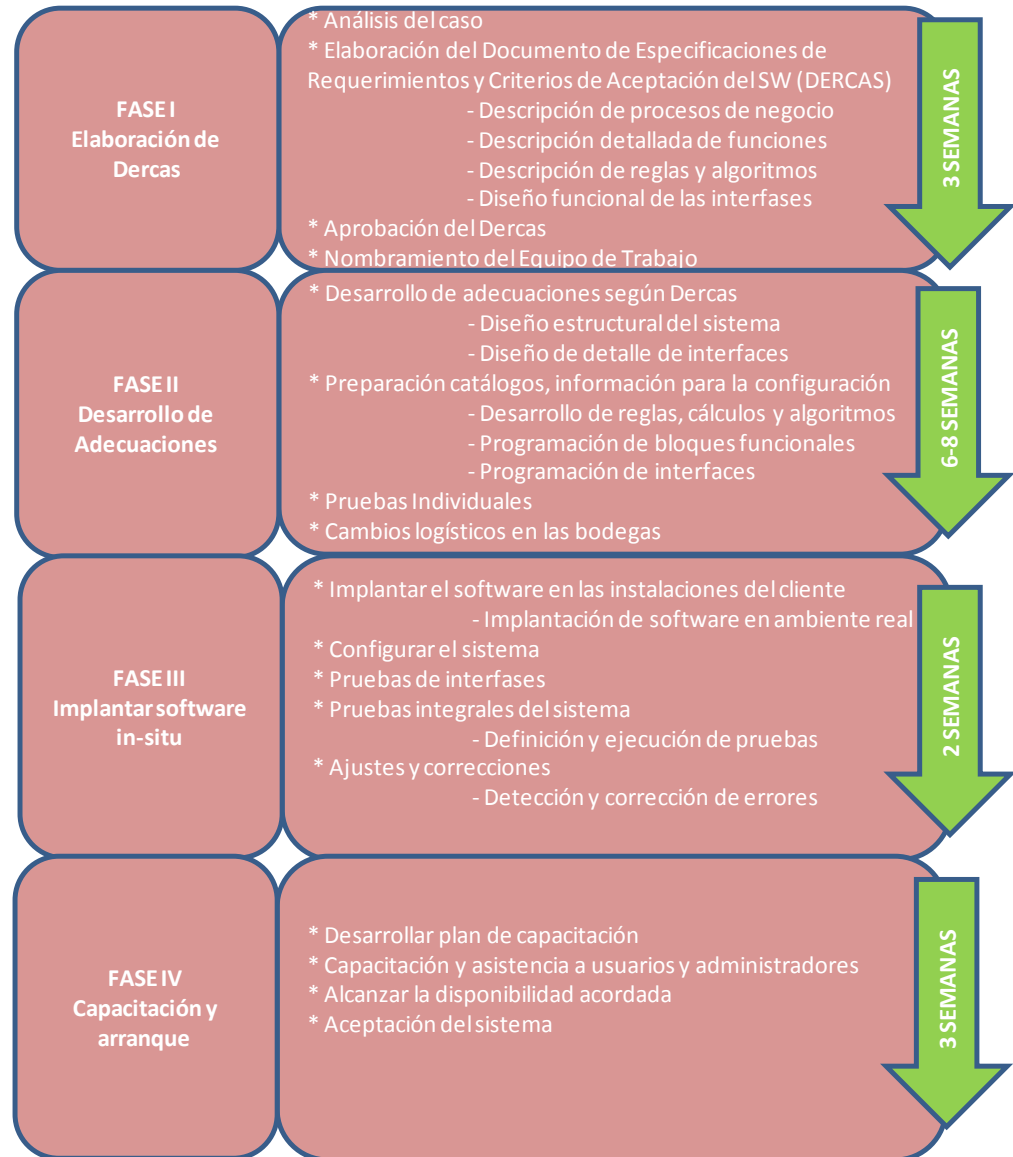 FASE I
Elaboración de
Dercas
* Análisis del caso
* Elaboración del Documento de Especificaciones de
Requerimientos y Criterios de Aceptación del SW (DERCAS)
- Descripción de procesos de negocio
- Descripción detallada de funciones
- Descripción de reglas y algoritmos
- Diseño funcional de las interfases
* Aprobación del Dercas
* Nombramiento del Equipo de Trabajo
3 SEMANAS
FASE II
Desarrollo de
Adecuaciones
* Desarrollo de adecuaciones según Dercas
- Diseño estructural del sistema
- Diseño de detalle de interfaces
* Preparación catálogos, información para la configuración
- Desarrollo de reglas, cálculos y algoritmos
- Programación de bloques funcionales
- Programación de interfaces
* Pruebas Individuales
* Cambios logísticos en las bodegas
6-8 SEMANAS
FASE III
Implantar software
in-situ
* Implantar el software en las instalaciones del cliente
- Implantación de software en ambiente real
* Configurar el sistema
* Pruebas de interfases
* Pruebas integrales del sistema
- Definición y ejecución de pruebas
* Ajustes y correcciones
- Detección y corrección de errores
2 SEMANAS
FASE IV
Capacitación y
arranque
* Desarrollar plan de capacitación
* Capacitación y asistencia a usuarios y administradores
* Alcanzar la disponibilidad acordada
* Aceptación del sistema
3 SEMANAS